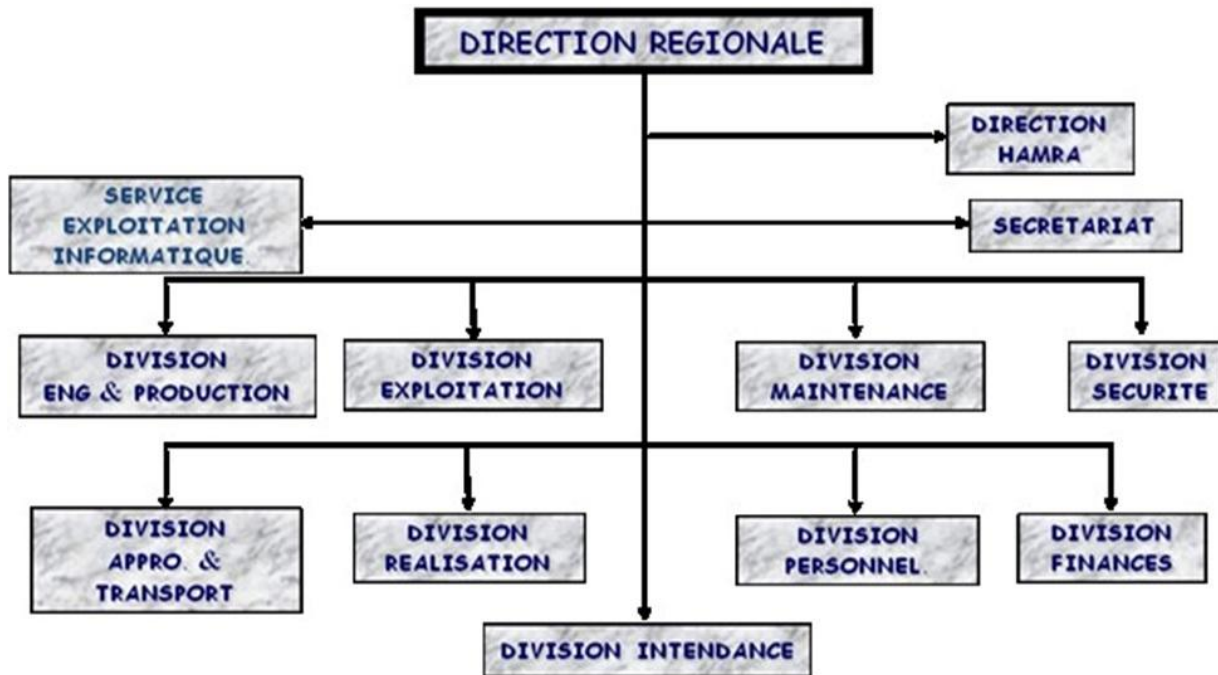 DIRECTION REGIONALE
DIRECTION
HAMRA
SERVICE
EXPLOITATION
INFORMATIQUE.
SECRETARIAT
DIVISION
ENG & PRODUCTION
DIVISION
EXPLOITATION
DIVISION
MAINTENANCE
DIVISION
SECURITE
DIVISION
APPRO. &
TRANSPORT
DIVISION
REALISATION
DIVISION
PERSONNEL.
DIVISION
FINANCES
DIVISION INTENDANCE